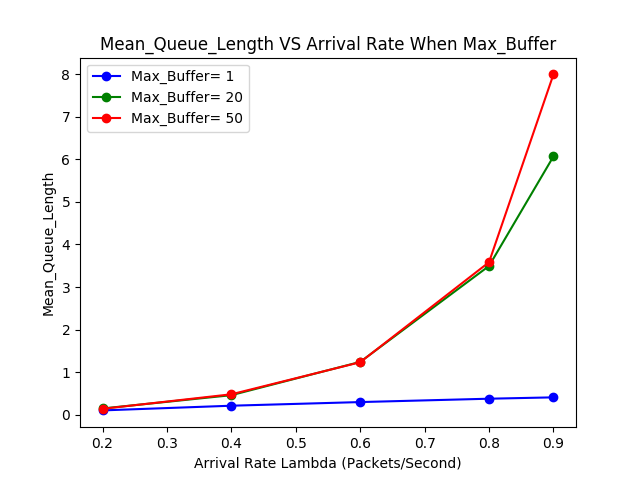 Mean_Queue_Length VS Arrival Rate When Max_Buffer
Max_Buffer= 1
Max_Buffer= 20
Max_Buffer= 50
Mean_Queue_Length
8
7
6
5
4
3
2
1
0
0.2 0.3 0.4 0.5 0.6 0.7 0.8 0.9
Arrival Rate Lambda (Packets/Second)